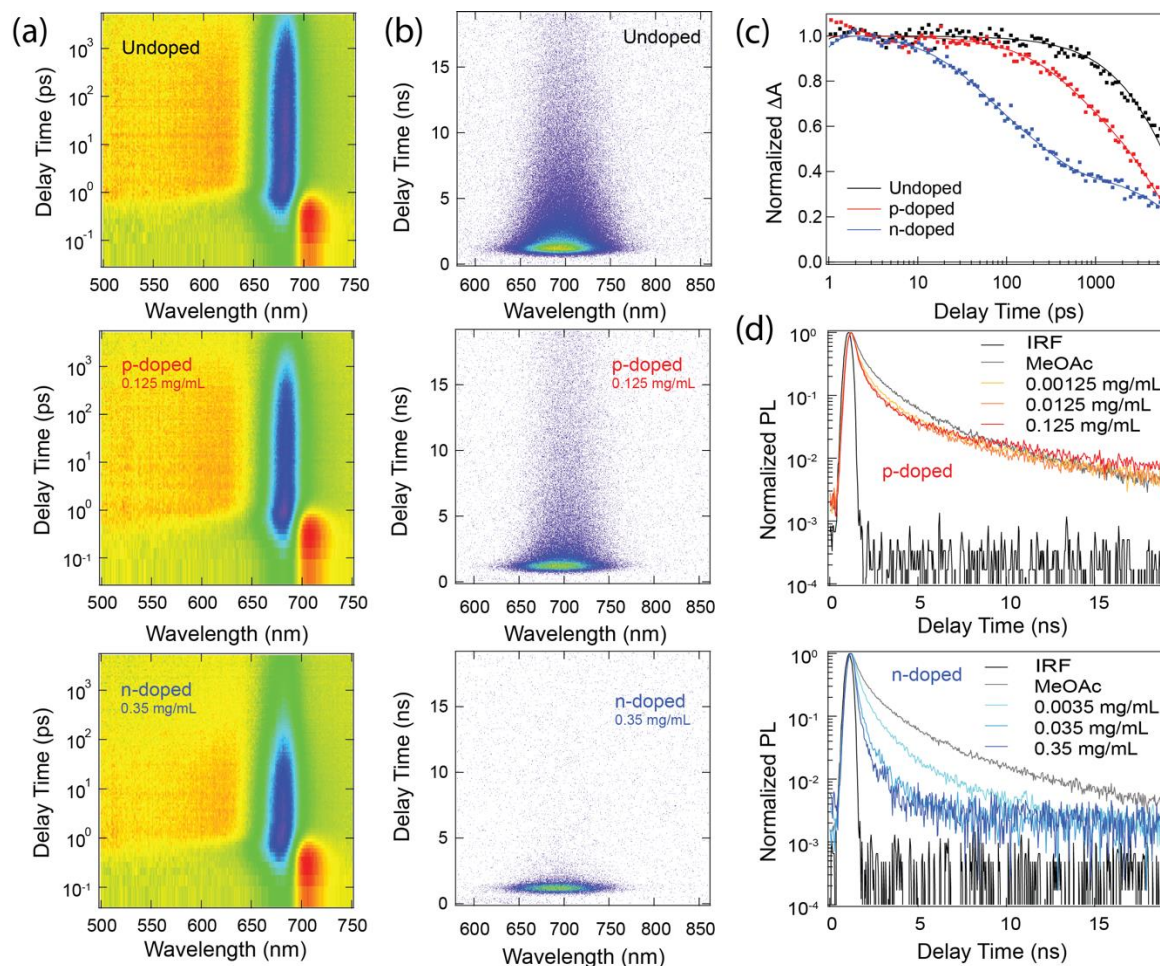 (a)
Undoped
Delay Time (ps)
10³
10²
10¹
10⁰
10⁻¹
500 550 600 650 700 750
Wavelength (nm)
p-doped
0.125 mg/mL
Delay Time (ps)
10³
10²
10¹
10⁰
10⁻¹
500 550 600 650 700 750
Wavelength (nm)
n-doped
0.35 mg/mL
Delay Time (ps)
10³
10²
10¹
10⁰
10⁻¹
500 550 600 650 700 750
Wavelength (nm)
(b)
Undoped
Delay Time (ns)
15
10
5
0
600 650 700 750 800 850
Wavelength (nm)
p-doped
0.125 mg/mL
Delay Time (ns)
15
10
5
0
600 650 700 750 800 850
Wavelength (nm)
n-doped
0.35 mg/mL
Delay Time (ns)
15
10
5
0
600 650 700 750 800 850
Wavelength (nm)
(c)
Normalized ΔA
1.0
0.8
0.6
0.4
0.2
0.0
Undoped
p-doped
n-doped
1 10 100 1000
Delay Time (ps)
(d)
Normalized PL
10⁰
10⁻¹
10⁻²
10⁻³
10⁻⁴
IRF
MeOAc
0.00125 mg/mL
0.0125 mg/mL
0.125 mg/mL
p-doped
0 5 10 15
Delay Time (ns)
Normalized PL
10⁰
10⁻¹
10⁻²
10⁻³
10⁻⁴
n-doped
IRF
MeOAc
0.0035 mg/mL
0.035 mg/mL
0.35 mg/mL
0 5 10 15
Delay Time (ns)